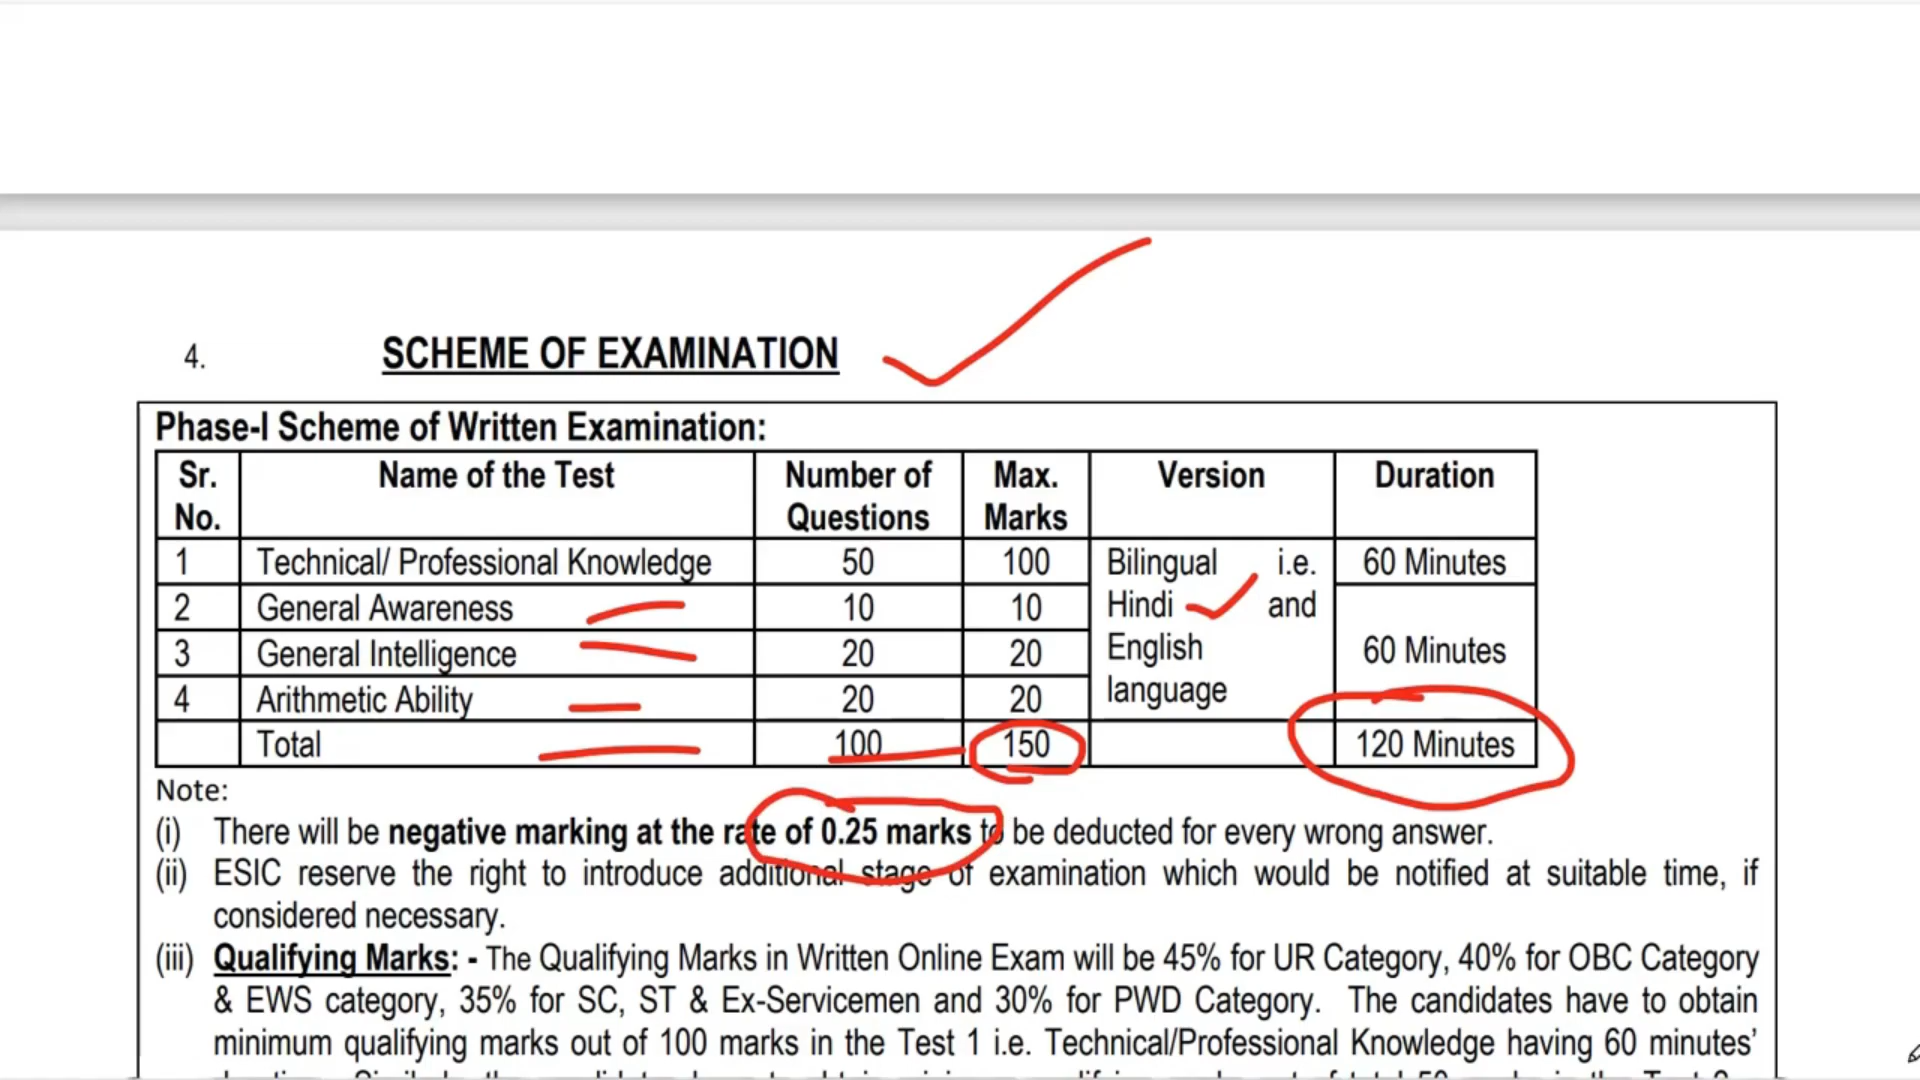 4. SCHEME OF EXAMINATION
Phase-I Scheme of Written Examination:
Sr. No. Name of the Test Number of Questions Max. Marks Version Duration
1 Technical/ Professional Knowledge 50 100 Bilingual i.e. Hindi and English language 60 Minutes
2 General Awareness 10 10 60 Minutes
3 General Intelligence 20 20
4 Arithmetic Ability 20 20
Total 100 150 120 Minutes
Note:
(i) There will be negative marking at the rate of 0.25 marks to be deducted for every wrong answer.
(ii) ESIC reserve the right to introduce additional stage of examination which would be notified at suitable time, if
considered necessary.
(iii) Qualifying Marks: - The Qualifying Marks in Written Online Exam will be 45% for UR Category, 40% for OBC Category
& EWS category, 35% for SC, ST & Ex-Servicemen and 30% for PWD Category. The candidates have to obtain
minimum qualifying marks out of 100 marks in the Test 1 i.e. Technical/Professional Knowledge having 60 minutes'